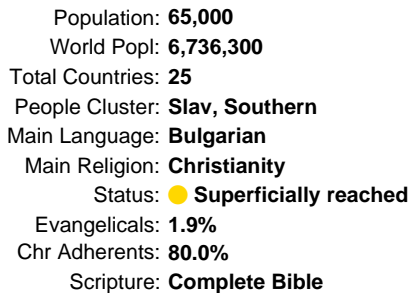 Population: 65,000
World Popl: 6,736,300
Total Countries: 25
People Cluster: Slav, Southern
Main Language: Bulgarian
Main Religion: Christianity
Status: Superficially reached
Evangelicals: 1.9%
Chr Adherents: 80.0%
Scripture: Complete Bible